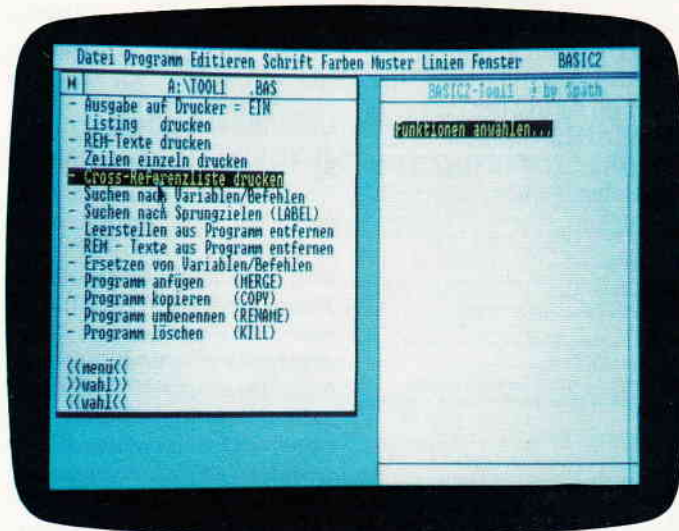 Datei Programm Editieren Schrift Farben Muster Linien Fenster BASIC2
A:\TOOL1 .BAS
- Ausgabe auf Drucker = EIN
- Listing drucken
- REM-Texte drucken
- Zeilen einzeln drucken
- Cross-Referenzliste drucken
- Suchen nach Variablen/Befehlen
- Suchen nach Sprungzielen (LABEL)
- Leerstellen aus Programm entfernen
- REM - Texte aus Programm entfernen
- Ersetzen von Variablen/Befehlen
- Programm anfügen (MERGE)
- Programm kopieren (COPY)
- Programm umbenennen (RENAME)
- Programm löschen (KILL)
<<menü<<
>>wahl>>
<<wahl<<
BASIC2-Tool1 by Späth
Funktionen anwählen...